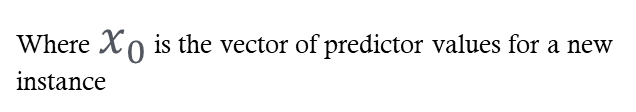 Where x₀ is the vector of predictor values for a new
instance